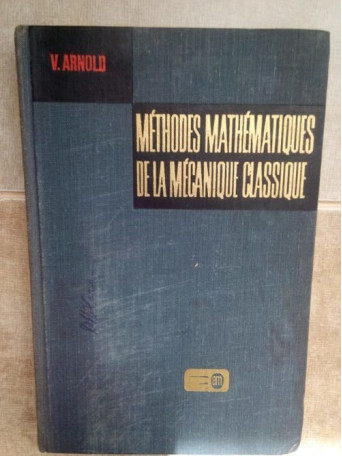 V. ARNOLD
MÉTHODES MATHÉMATIQUES
DE LA MÉCANIQUE CLASSIQUE